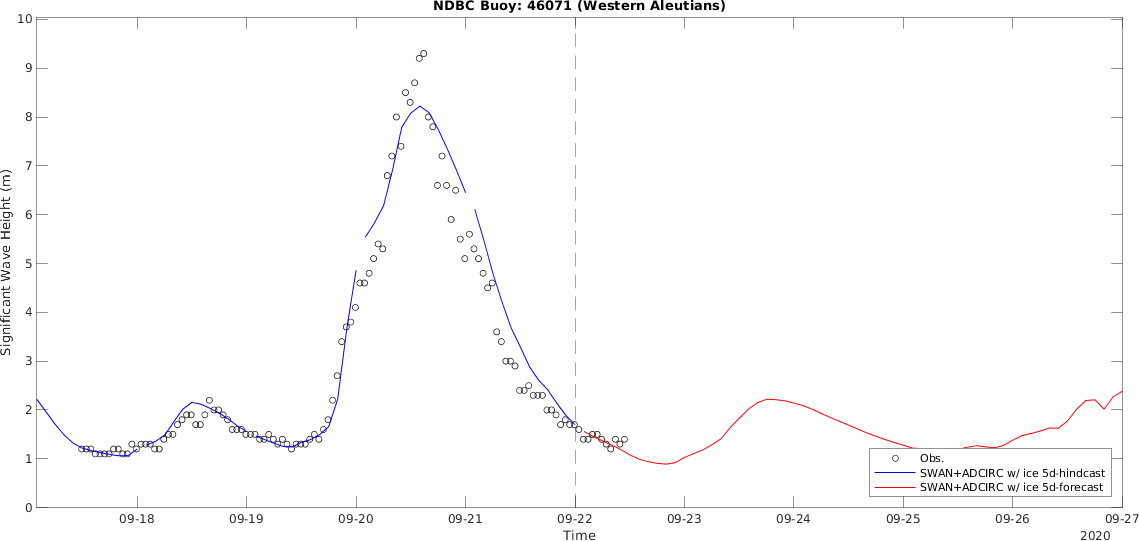 NDBC Buoy: 46071 (Western Aleutians)
10
9
8
7
6
5
4
3
2
1
0
Significant Wave Height (m)
Obs.
SWAN+ADCIRC w/ ice 5d-hindcast
SWAN+ADCIRC w/ ice 5d-forecast
09-18 09-19 09-20 09-21 09-22 09-23 09-24 09-25 09-26 09-27
Time
2020